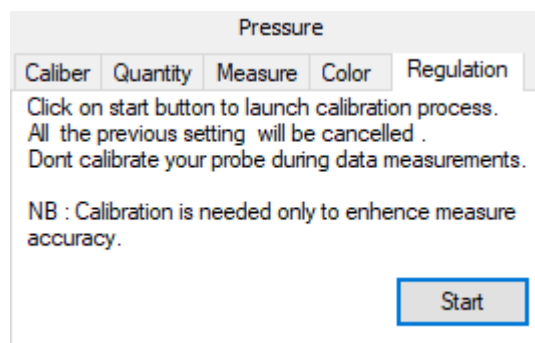 Pressure
Caliber Quantity Measure Color Regulation
Click on start button to launch calibration process.
All the previous setting will be cancelled .
Dont calibrate your probe during data measurements.
NB : Calibration is needed only to enhence measure
accuracy.
Start